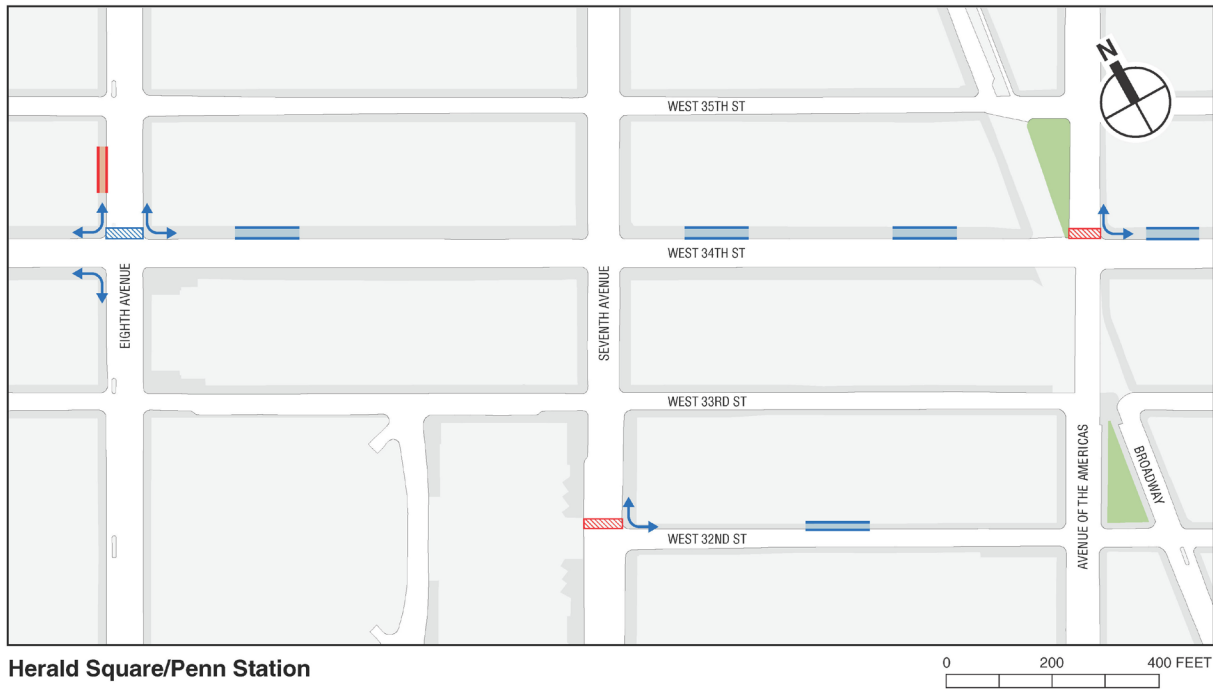 N
WEST 35TH ST
WEST 34TH ST
EIGHTH AVENUE
SEVENTH AVENUE
WEST 33RD ST
AVENUE OF THE AMERICAS
BROADWAY
WEST 32ND ST
Herald Square/Penn Station
0 200 400 FEET